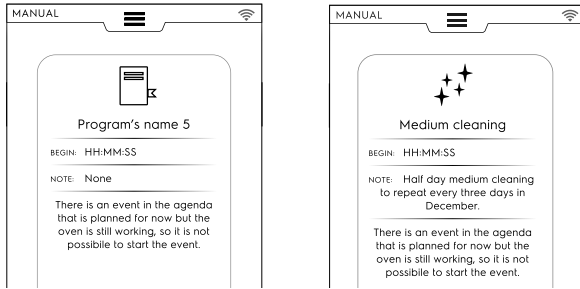 MANUAL
Program's name 5
BEGIN: HH:MM:SS
NOTE: None
There is an event in the agenda
that is planned for now but the
oven is still working, so it is not
possibile to start the event.
MANUAL
Medium cleaning
BEGIN: HH:MM:SS
NOTE: Half day medium cleaning
to repeat every three days in
December.
There is an event in the agenda
that is planned for now but the
oven is still working, so it is not
possibile to start the event.